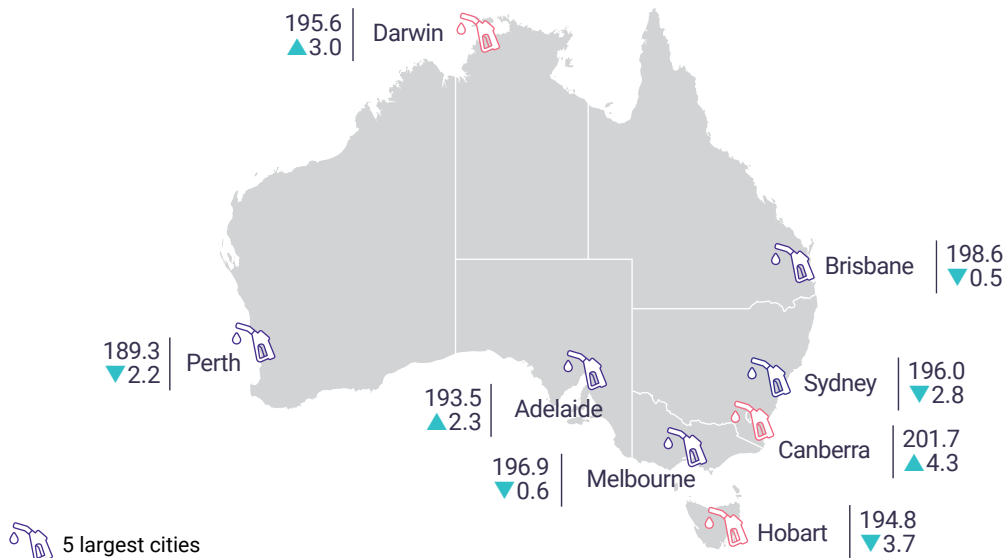 195.6
▲3.0
Darwin
Brisbane
198.6
▼0.5
189.3
▼2.2
Perth
193.5
▲2.3
Adelaide
Sydney
196.0
▼2.8
Canberra
201.7
▲4.3
196.9
▼0.6
Melbourne
Hobart
194.8
▼3.7
5 largest cities